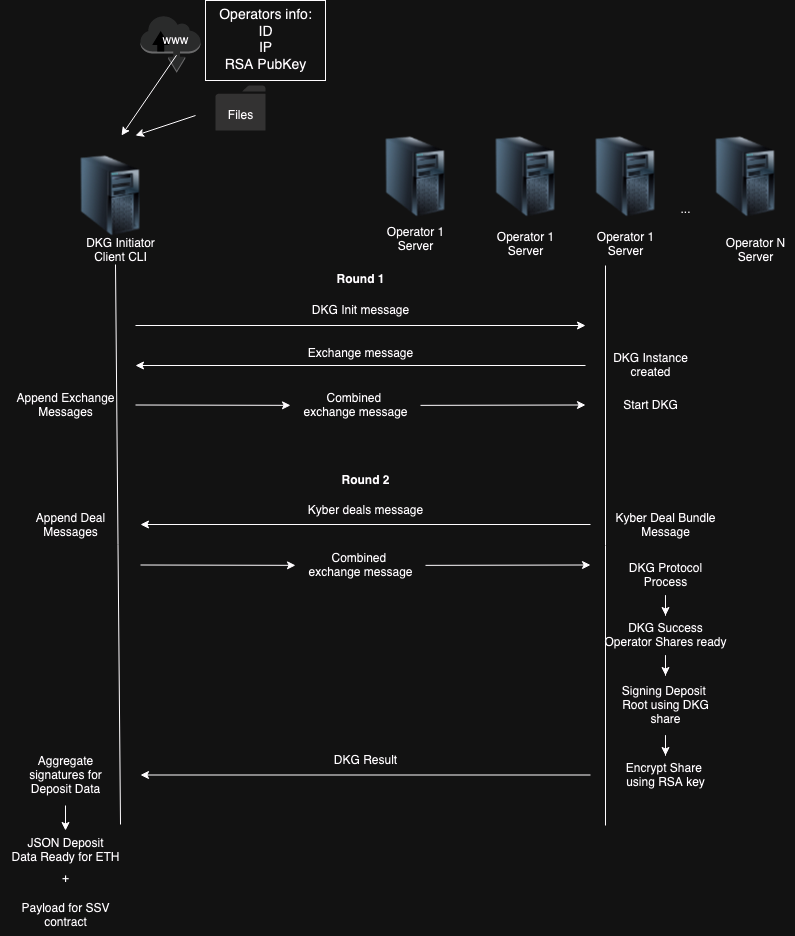 Operators info:
ID
IP
RSA PubKey
www
Files
DKG Initiator
Client CLI
Operator 1
Server
Operator 1
Server
Operator 1
Server
...
Operator N
Server
Round 1
DKG Init message
Exchange message
DKG Instance
created
Append Exchange
Messages
Combined
exchange message
Start DKG
Round 2
Kyber deals message
Append Deal
Messages
Kyber Deal Bundle
Message
Combined
exchange message
DKG Protocol
Process
DKG Success
Operator Shares ready
Signing Deposit
Root using DKG
share
DKG Result
Encrypt Share
using RSA key
Aggregate
signatures for
Deposit Data
JSON Deposit
Data Ready for ETH
+
Payload for SSV
contract